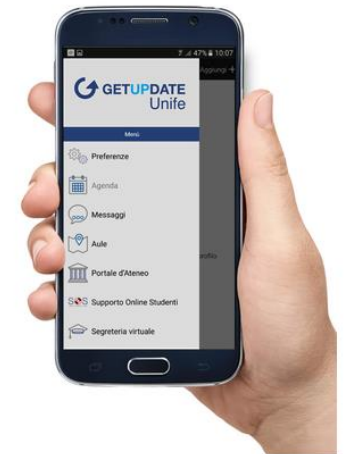 47% 10:07
Aggiungi +
GETUPDATE
Unife
Menù
Preferenze
Agenda
Messaggi
Aule
profilo
Portale d'Ateneo
SOS Supporto Online Studenti
Segreteria virtuale